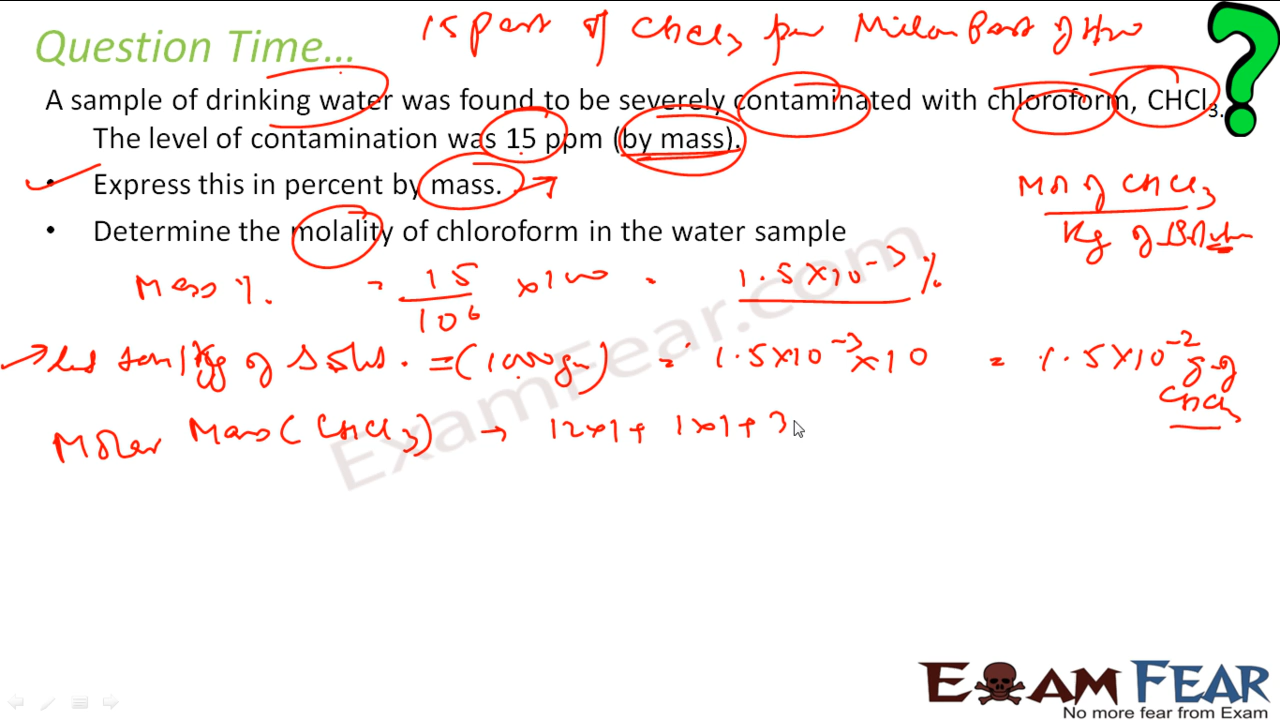 15 Part of CHCl3 per Million Part of H2O
Question Time...
A sample of drinking water was found to be severely contaminated with chloroform, CHCl3.
The level of contamination was 15 ppm (by mass).
• Express this in percent by mass.
• Determine the molality of chloroform in the water sample
Mol of CHCl3
Kg of
Mass %. = 15 / 10^6 × 100 = 1.5×10^-3 %
Kg of = (1000 gm) = 1.5×10^-3 × 10 = 1.5×10^-2 g of
CHCl3
Molar Mass (CHCl3) → 12×1 + 1×1 + 3
ExamFear.com
EXAM FEAR
No more fear from Exam